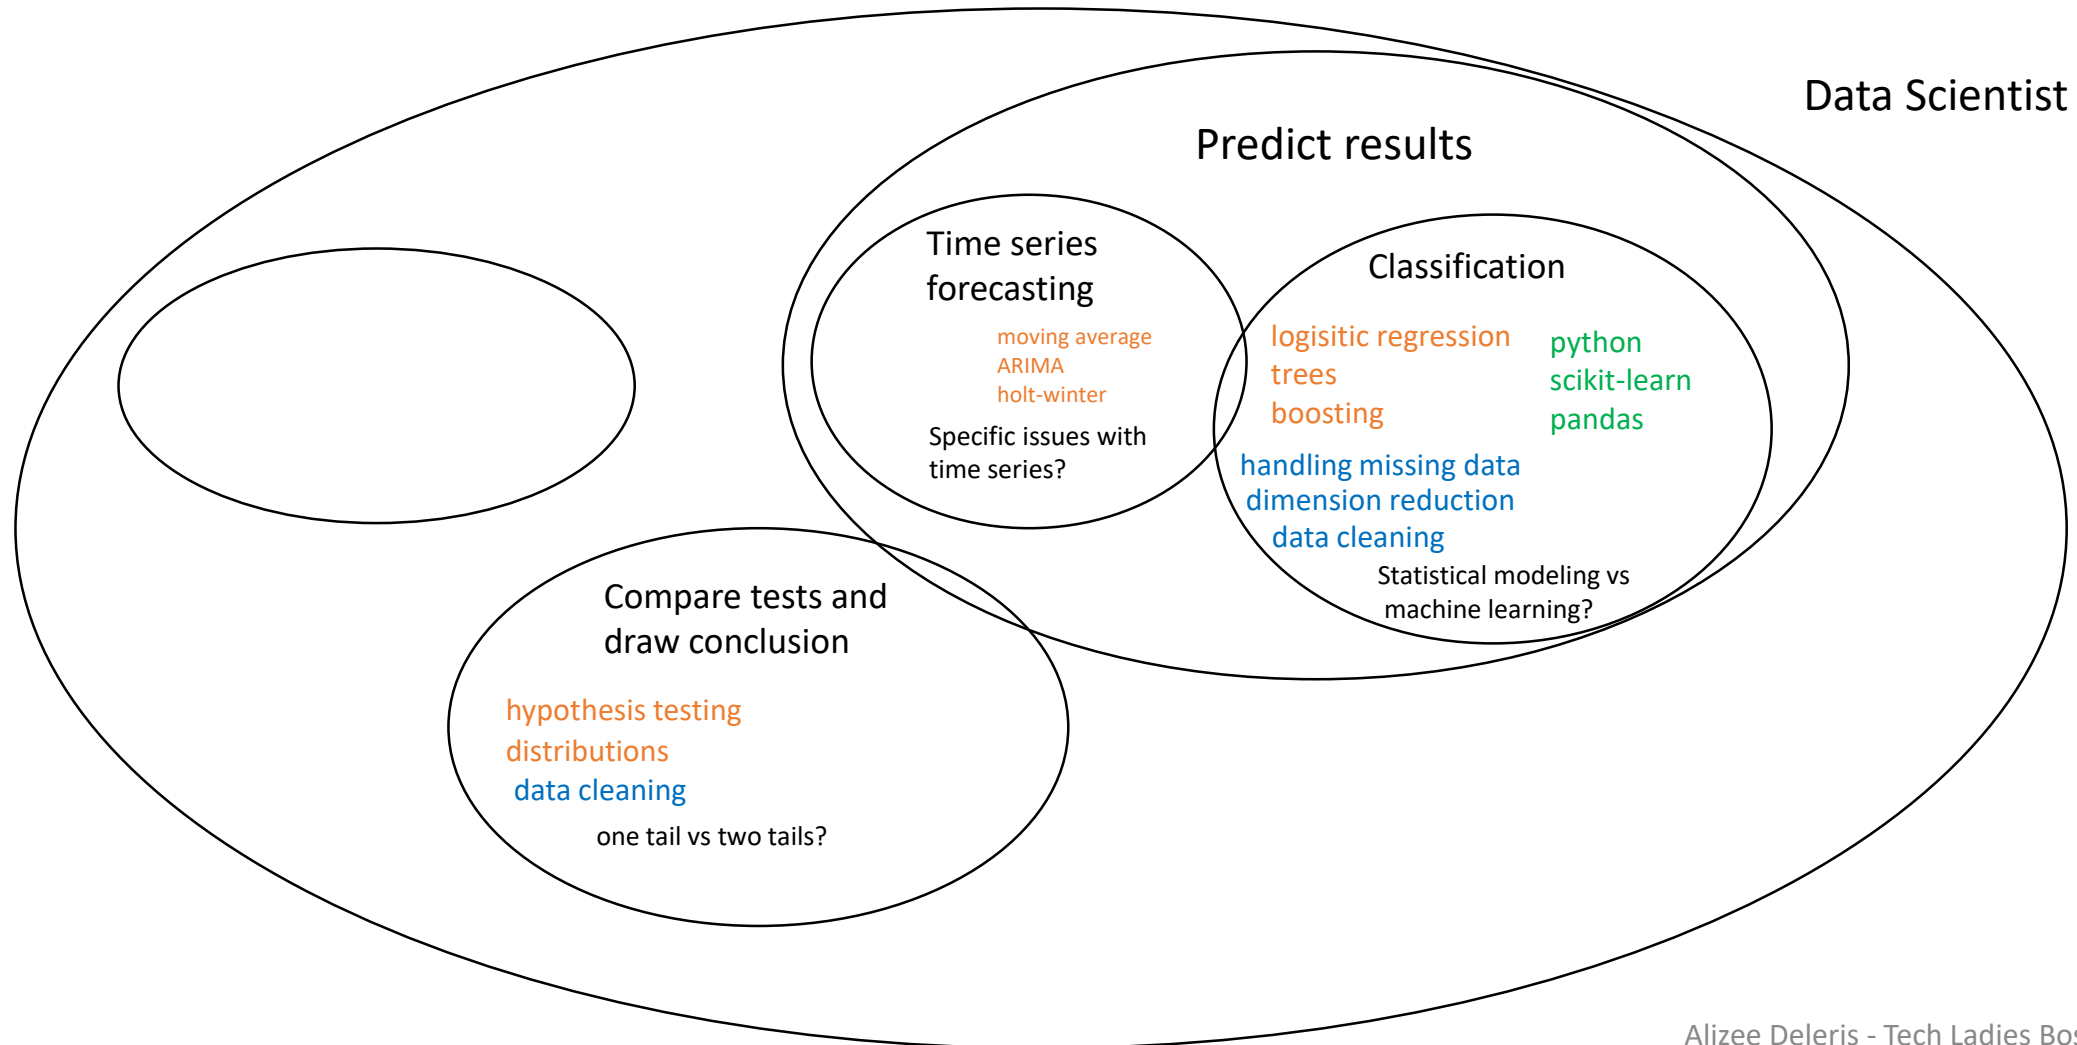 Data Scientist
Predict results
Time series
forecasting
moving average
ARIMA
holt-winter
Specific issues with
time series?
Classification
logisitic regression
trees
boosting
python
scikit-learn
pandas
handling missing data
dimension reduction
data cleaning
Statistical modeling vs
machine learning?
Compare tests and
draw conclusion
hypothesis testing
distributions
data cleaning
one tail vs two tails?
Alizee Deleris - Tech Ladies Bos